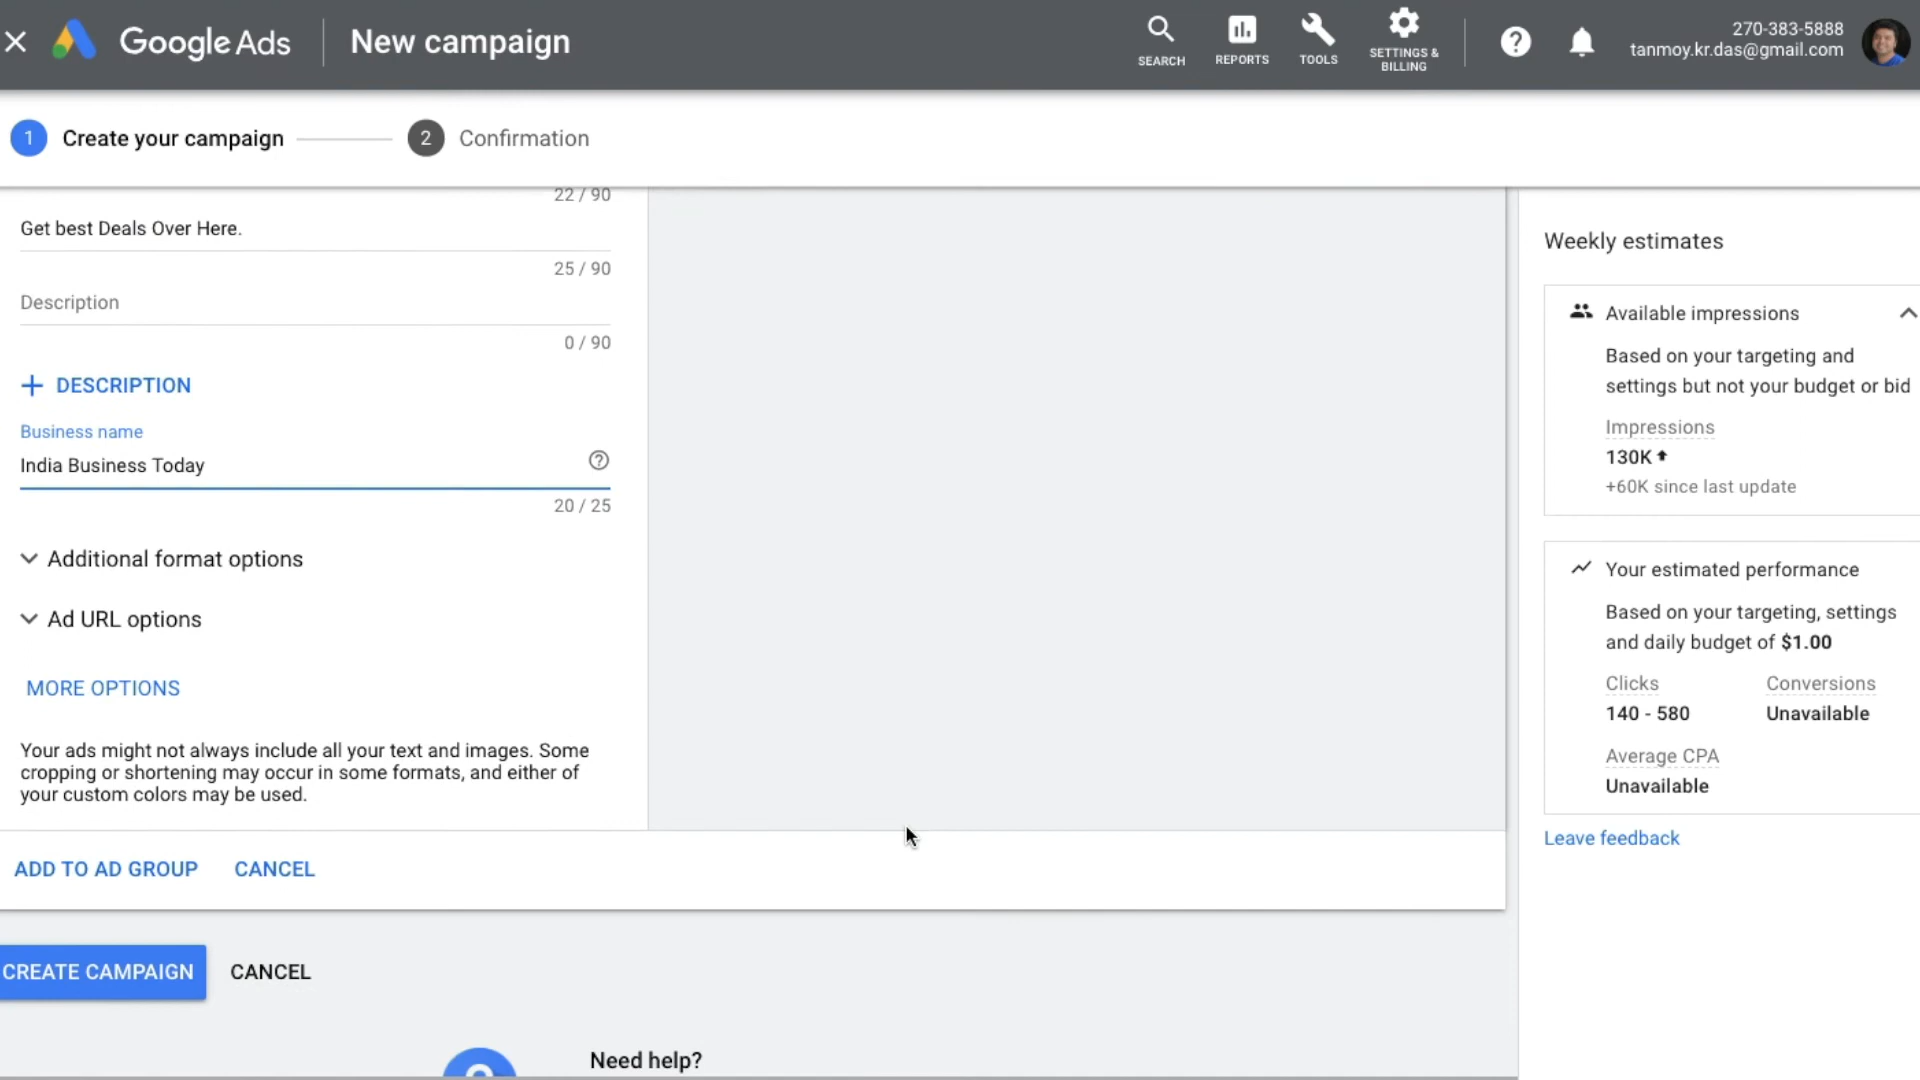 Google Ads
New campaign
SEARCH
REPORTS
TOOLS
SETTINGS &
BILLING
270-383-5888
tanmoy.kr.das@gmail.com
1 Create your campaign
2 Confirmation
22 / 90
Get best Deals Over Here.
25 / 90
Description
0 / 90
+ DESCRIPTION
Business name
India Business Today
20 / 25
Additional format options
Ad URL options
MORE OPTIONS
Your ads might not always include all your text and images. Some
cropping or shortening may occur in some formats, and either of
your custom colors may be used.
ADD TO AD GROUP
CANCEL
CREATE CAMPAIGN
CANCEL
Need help?
Weekly estimates
Available impressions
Based on your targeting and
settings but not your budget or bid
Impressions
130K
+60K since last update
Your estimated performance
Based on your targeting, settings
and daily budget of $1.00
Clicks
140 - 580
Conversions
Unavailable
Average CPA
Unavailable
Leave feedback